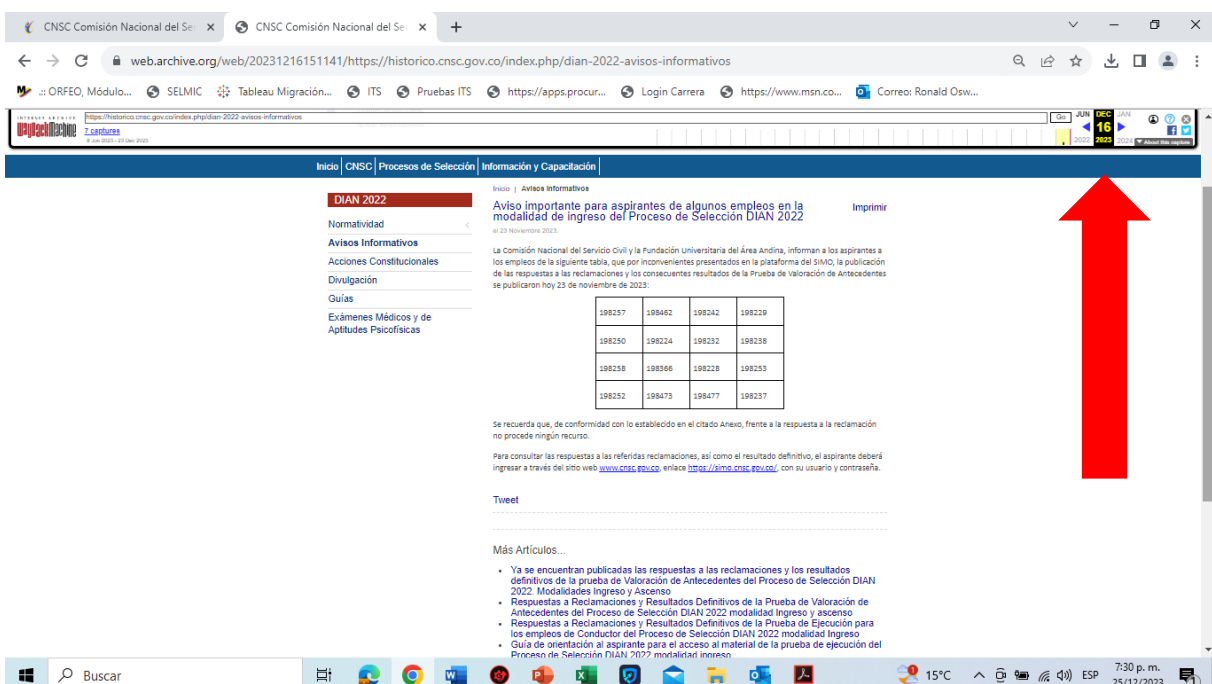 CNSC Comisión Nacional del Se
CNSC Comisión Nacional del Se
web.archive.org/web/20231216151141/https://historico.cnsc.gov.co/index.php/dian-2022-avisos-informativos
.:: ORFEO, Módulo...
SELMIC
Tableau Migración...
ITS
Pruebas ITS
https://apps.procur...
Login Carrera
https://www.msn.co...
Correo: Ronald Osw...
INTERNET ARCHIVE
WayBackMachine
https://historico.cnsc.gov.co/index.php/dian-2022-avisos-informativos
Go
JUN DEC JAN
7 captures
16
9 Jun 2023 - 25 Dec 2023
2022 2023 2024
About this capture
Inicio CNSC Procesos de Selección Información y Capacitación
DIAN 2022
Normatividad
Avisos Informativos
Acciones Constitucionales
Divulgación
Guías
Exámenes Médicos y de
Aptitudes Psicofísicas
Inicio | Avisos Informativos
Aviso importante para aspirantes de algunos empleos en la
modalidad de ingreso del Proceso de Selección DIAN 2022
Imprimir
el 23 Noviembre 2023.
La Comisión Nacional del Servicio Civil y la Fundación Universitaria del Área Andina, informan a los aspirantes a
los empleos de la siguiente tabla, que por inconvenientes presentados en la plataforma del SIMO, la publicación
de las respuestas a las reclamaciones y los consecuentes resultados de la Prueba de Valoración de Antecedentes
se publicaron hoy 23 de noviembre de 2023:
198257 198462 198242 198229
198250 198224 198232 198238
198258 198366 198228 198253
198252 198473 198477 198237
Se recuerda que, de conformidad con lo establecido en el citado Anexo, frente a la respuesta a la reclamación
no procede ningún recurso.
Para consultar las respuestas a las referidas reclamaciones, así como el resultado definitivo, el aspirante deberá
ingresar a través del sitio web www.cnsc.gov.co, enlace https://simo.cnsc.gov.co/, con su usuario y contraseña.
Tweet
Más Artículos...
Ya se encuentran publicadas las respuestas a las reclamaciones y los resultados
definitivos de la prueba de Valoración de Antecedentes del Proceso de Selección DIAN
2022. Modalidades Ingreso y Ascenso
Respuestas a Reclamaciones y Resultados Definitivos de la Prueba de Valoración de
Antecedentes del Proceso de Selección DIAN 2022 modalidad Ingreso y ascenso
Respuestas a Reclamaciones y Resultados Definitivos de la Prueba de Ejecución para
los empleos de Conductor del Proceso de Selección DIAN 2022 modalidad Ingreso
Guía de orientación al aspirante para el acceso al material de la prueba de ejecución del
Proceso de Selección DIAN 2022 modalidad ingreso
Buscar
15°C
ESP
7:30 p. m.
25/12/2023